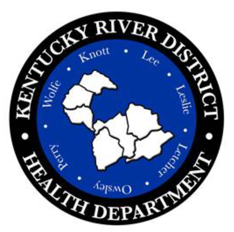 KENTUCKY RIVER DISTRICT
HEALTH DEPARTMENT
Knott
Lee
Leslie
Letcher
Owsley
Perry
Wolfe